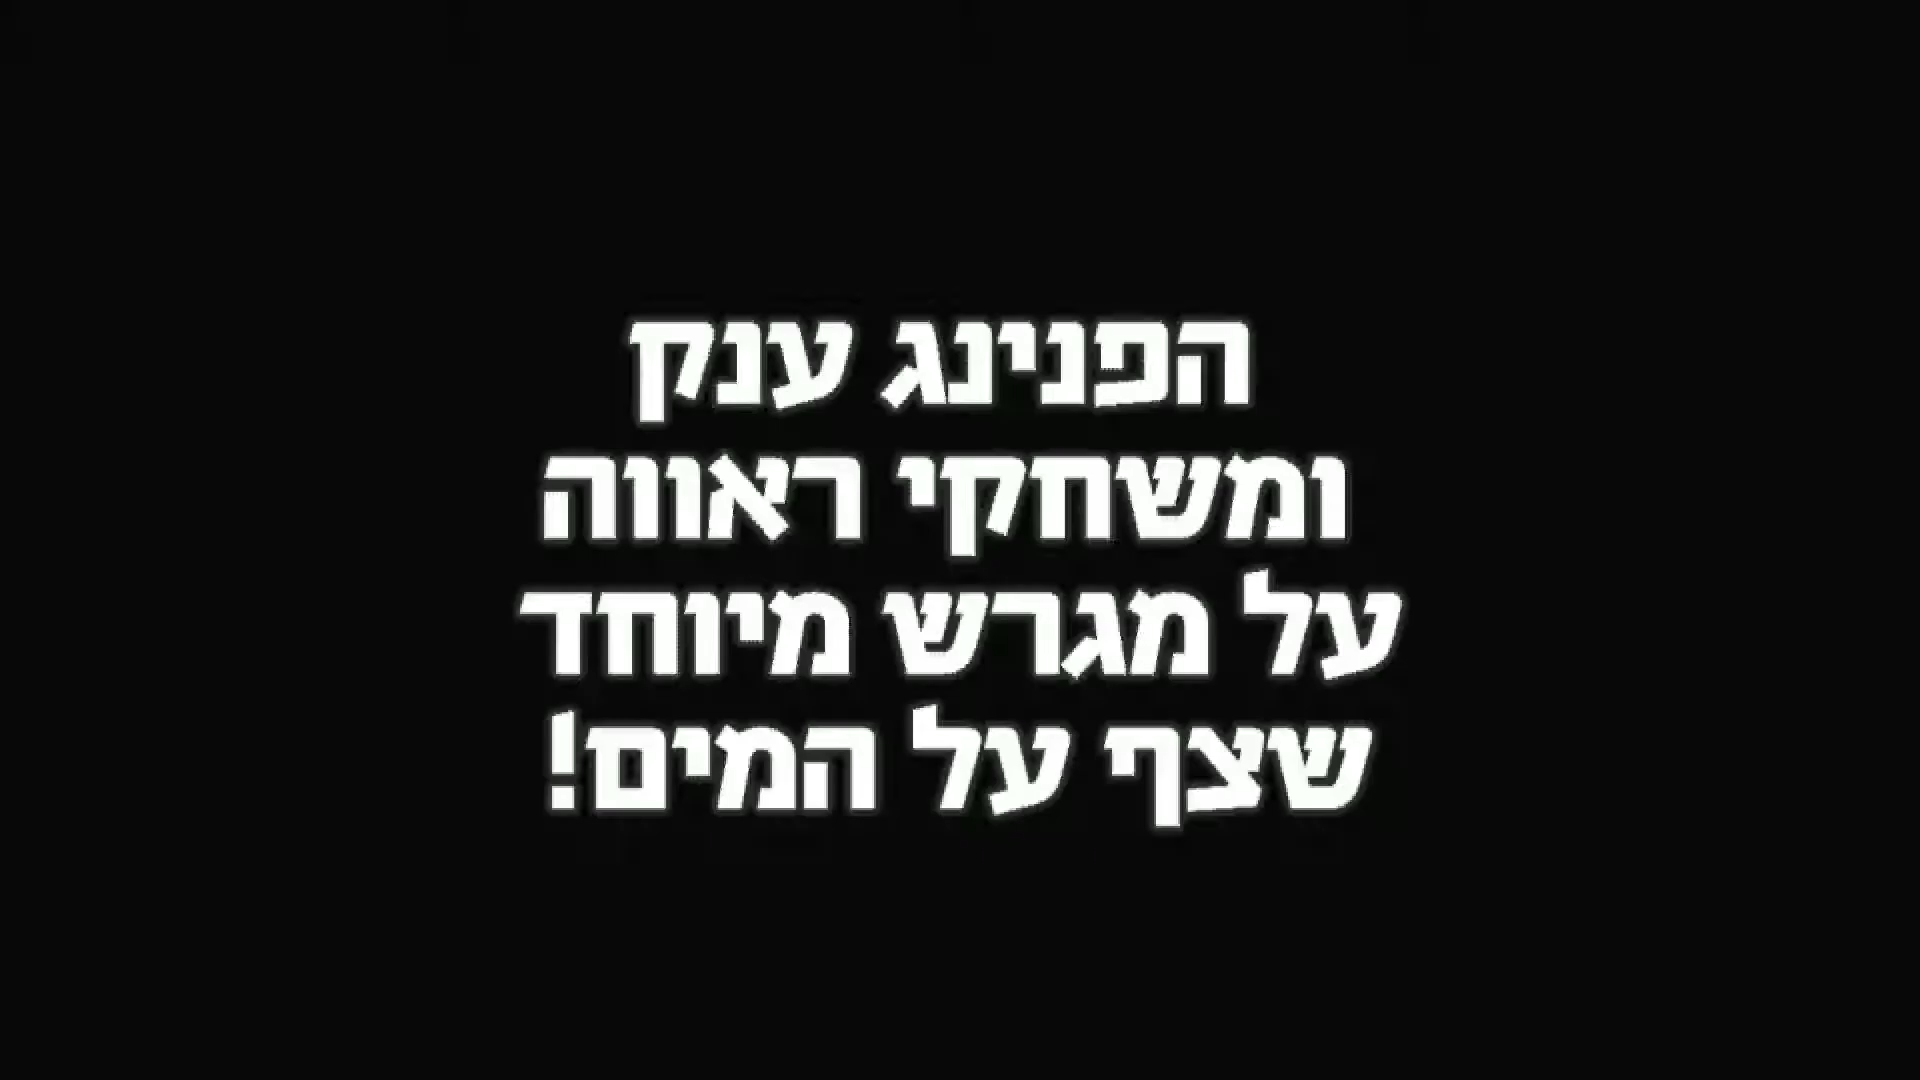 הפנינג ענק
ומשחקי ראווה
על מגרש מיוחד
שצף על המים!